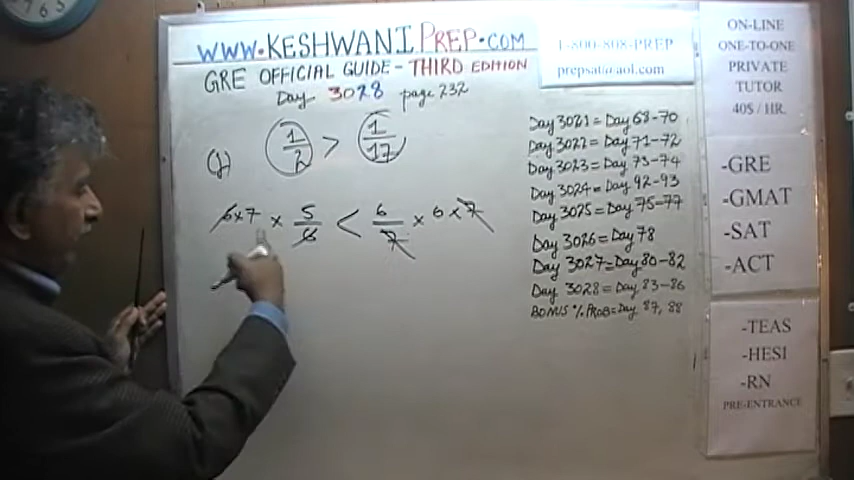 WWW.KESHWANIPREP.COM
GRE OFFICIAL GUIDE - THIRD EDITION
Day 3028 page 232
1/2 > 1/17
6x7 x 5/6 < 6/7 x 6 x 7
1-800-808-PREP
prepsat@aol.com
Day 3021 = Day 68-70
Day 3022 = Day 71-72
Day 3023 = Day 73-74
Day 3024 = Day 92-93
Day 3025 = Day 75-77
Day 3026 = Day 78
Day 3027 = Day 80-82
Day 3028 = Day 83-86
BONUS % PROB = Day 87, 88
ON-LINE
ONE-TO-ONE
PRIVATE
TUTOR
40$ / HR.
-GRE
-GMAT
-SAT
-ACT
-TEAS
-HESI
-RN
PRE-ENTRANCE